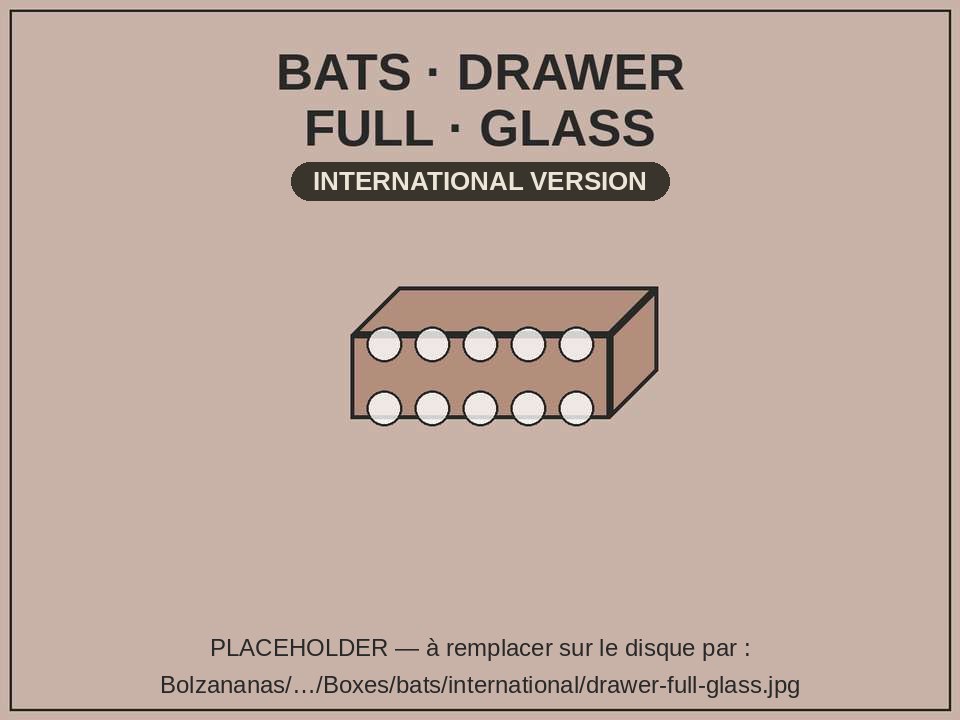 BATS · DRAWER
FULL · GLASS
INTERNATIONAL VERSION
PLACEHOLDER — à remplacer sur le disque par :
Bolzananas/…/Boxes/bats/international/drawer-full-glass.jpg